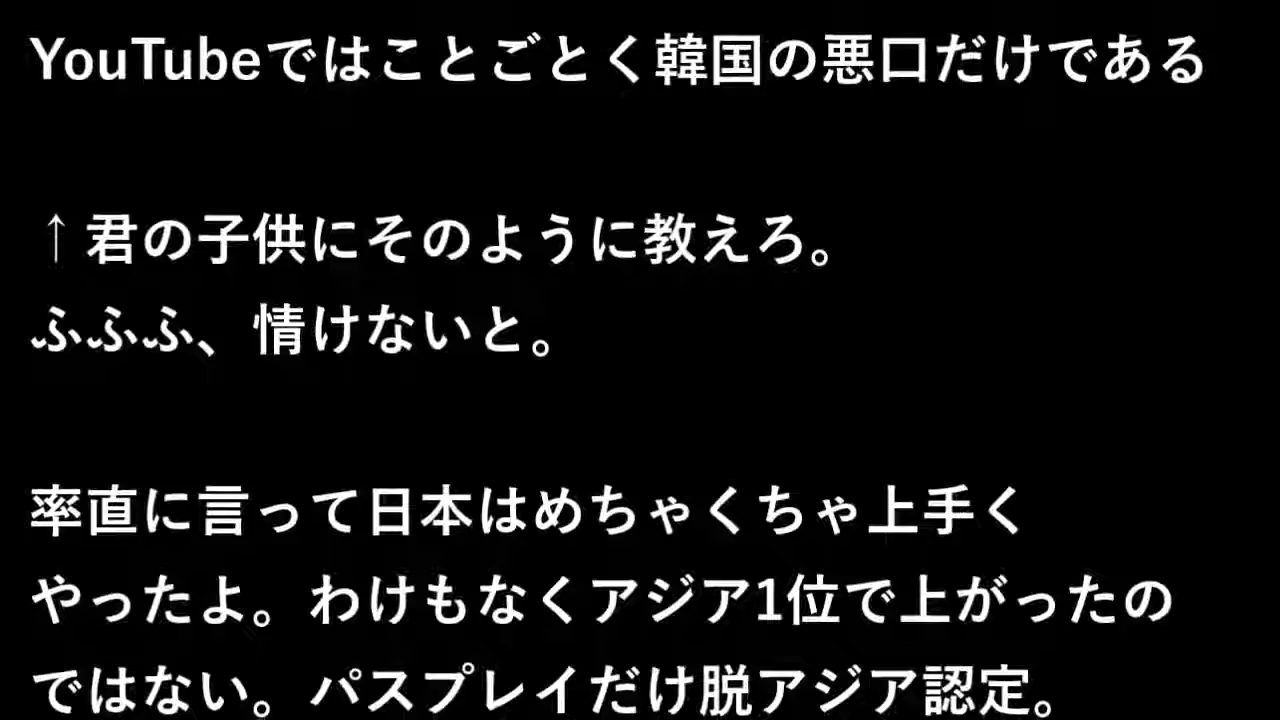 YouTubeではことごとく韓国の悪口だけである
↑君の子供にそのように教えろ。
ふふふ、情けないと。
率直に言って日本はめちゃくちゃ上手く
やったよ。わけもなくアジア1位で上がったの
ではない。パスプレイだけ脱アジア認定。